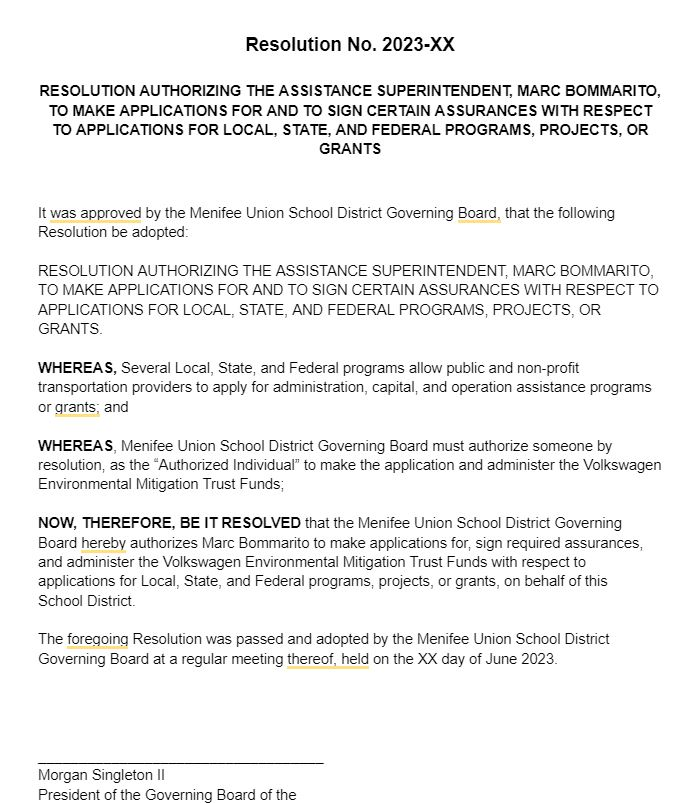 Resolution No. 2023-XX
RESOLUTION AUTHORIZING THE ASSISTANCE SUPERINTENDENT, MARC BOMMARITO,
TO MAKE APPLICATIONS FOR AND TO SIGN CERTAIN ASSURANCES WITH RESPECT
TO APPLICATIONS FOR LOCAL, STATE, AND FEDERAL PROGRAMS, PROJECTS, OR
GRANTS
It was approved by the Menifee Union School District Governing Board, that the following
Resolution be adopted:
RESOLUTION AUTHORIZING THE ASSISTANCE SUPERINTENDENT, MARC BOMMARITO,
TO MAKE APPLICATIONS FOR AND TO SIGN CERTAIN ASSURANCES WITH RESPECT TO
APPLICATIONS FOR LOCAL, STATE, AND FEDERAL PROGRAMS, PROJECTS, OR
GRANTS.
WHEREAS, Several Local, State, and Federal programs allow public and non-profit
transportation providers to apply for administration, capital, and operation assistance programs
or grants; and
WHEREAS, Menifee Union School District Governing Board must authorize someone by
resolution, as the “Authorized Individual” to make the application and administer the Volkswagen
Environmental Mitigation Trust Funds;
NOW, THEREFORE, BE IT RESOLVED that the Menifee Union School District Governing
Board hereby authorizes Marc Bommarito to make applications for, sign required assurances,
and administer the Volkswagen Environmental Mitigation Trust Funds with respect to
applications for Local, State, and Federal programs, projects, or grants, on behalf of this
School District.
The foregoing Resolution was passed and adopted by the Menifee Union School District
Governing Board at a regular meeting thereof, held on the XX day of June 2023.
Morgan Singleton II
President of the Governing Board of the